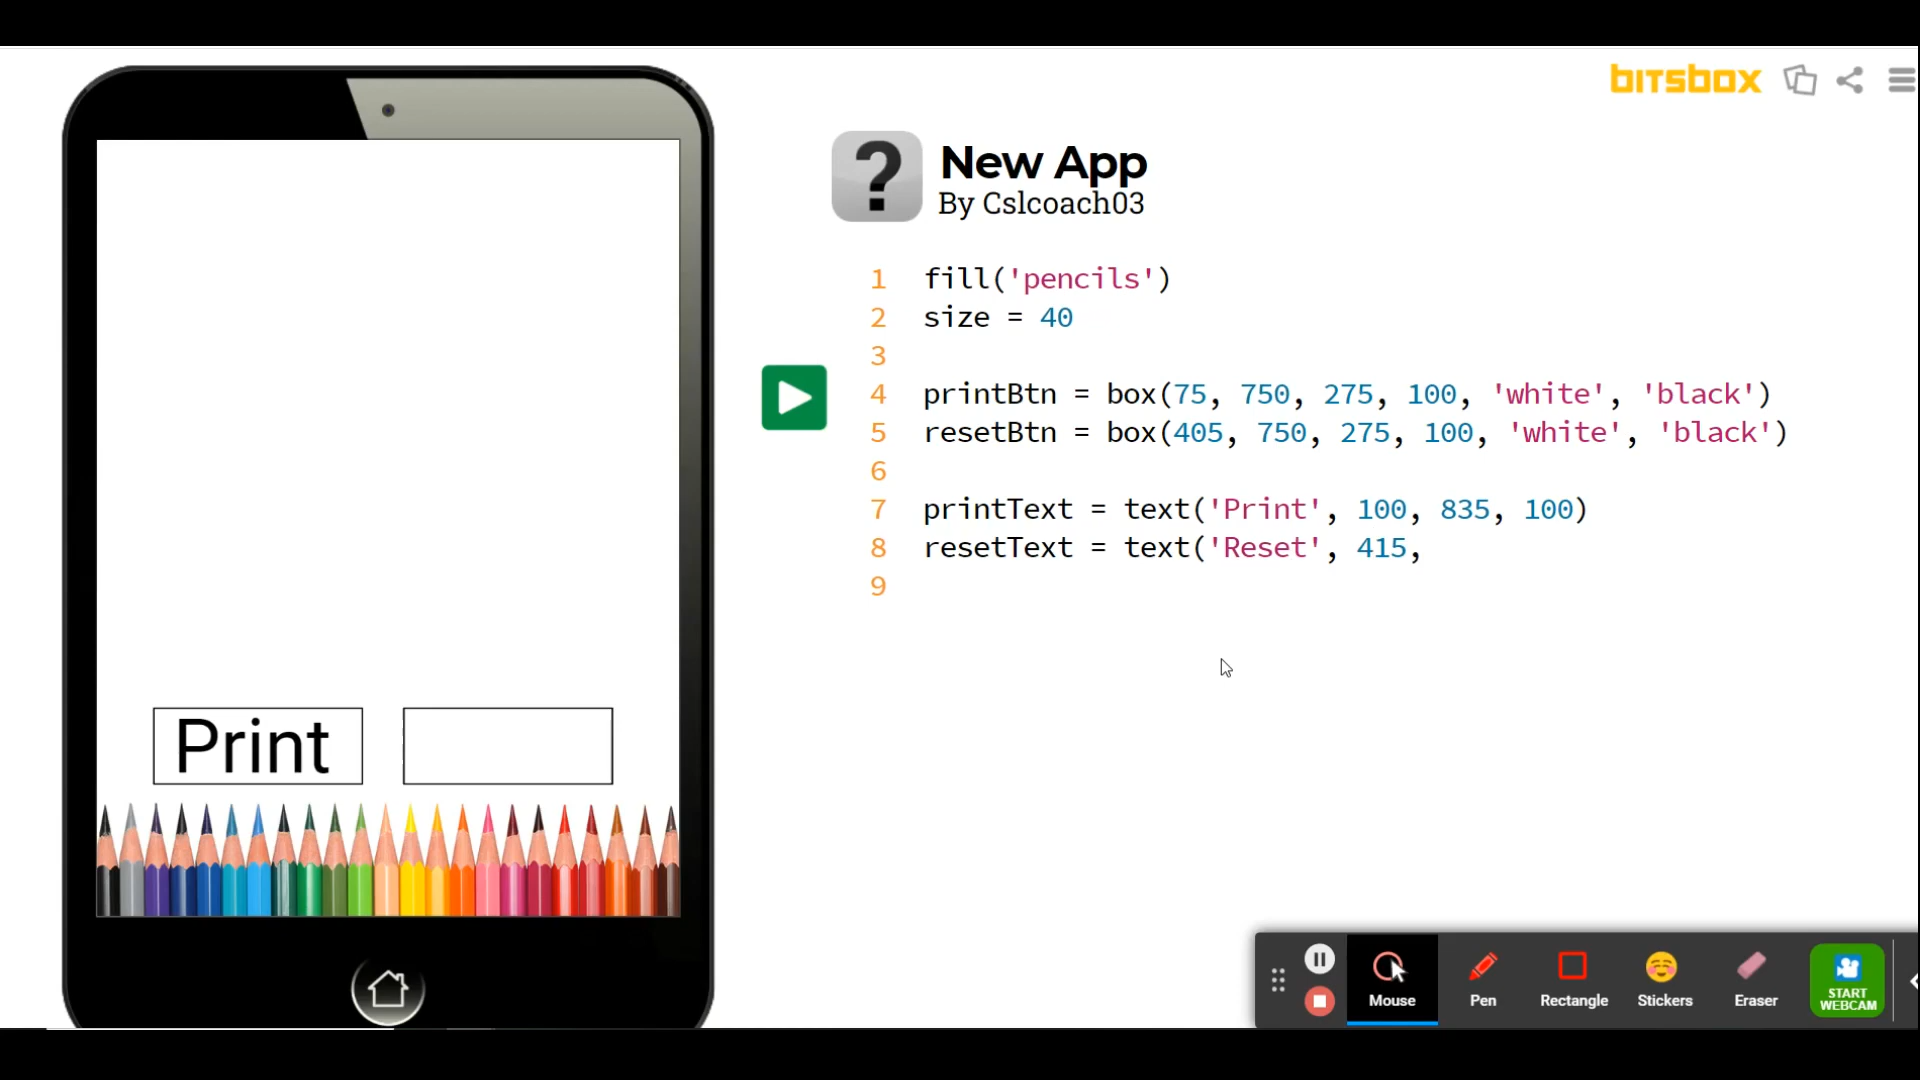 bitsbox
New App
By Cslcoach03
1 fill('pencils')
2 size = 40
3
4 printBtn = box(75, 750, 275, 100, 'white', 'black')
5 resetBtn = box(405, 750, 275, 100, 'white', 'black')
6
7 printText = text('Print', 100, 835, 100)
8 resetText = text('Reset', 415,
9
Print
Mouse
Pen
Rectangle
Stickers
Eraser
START
WEBCAM